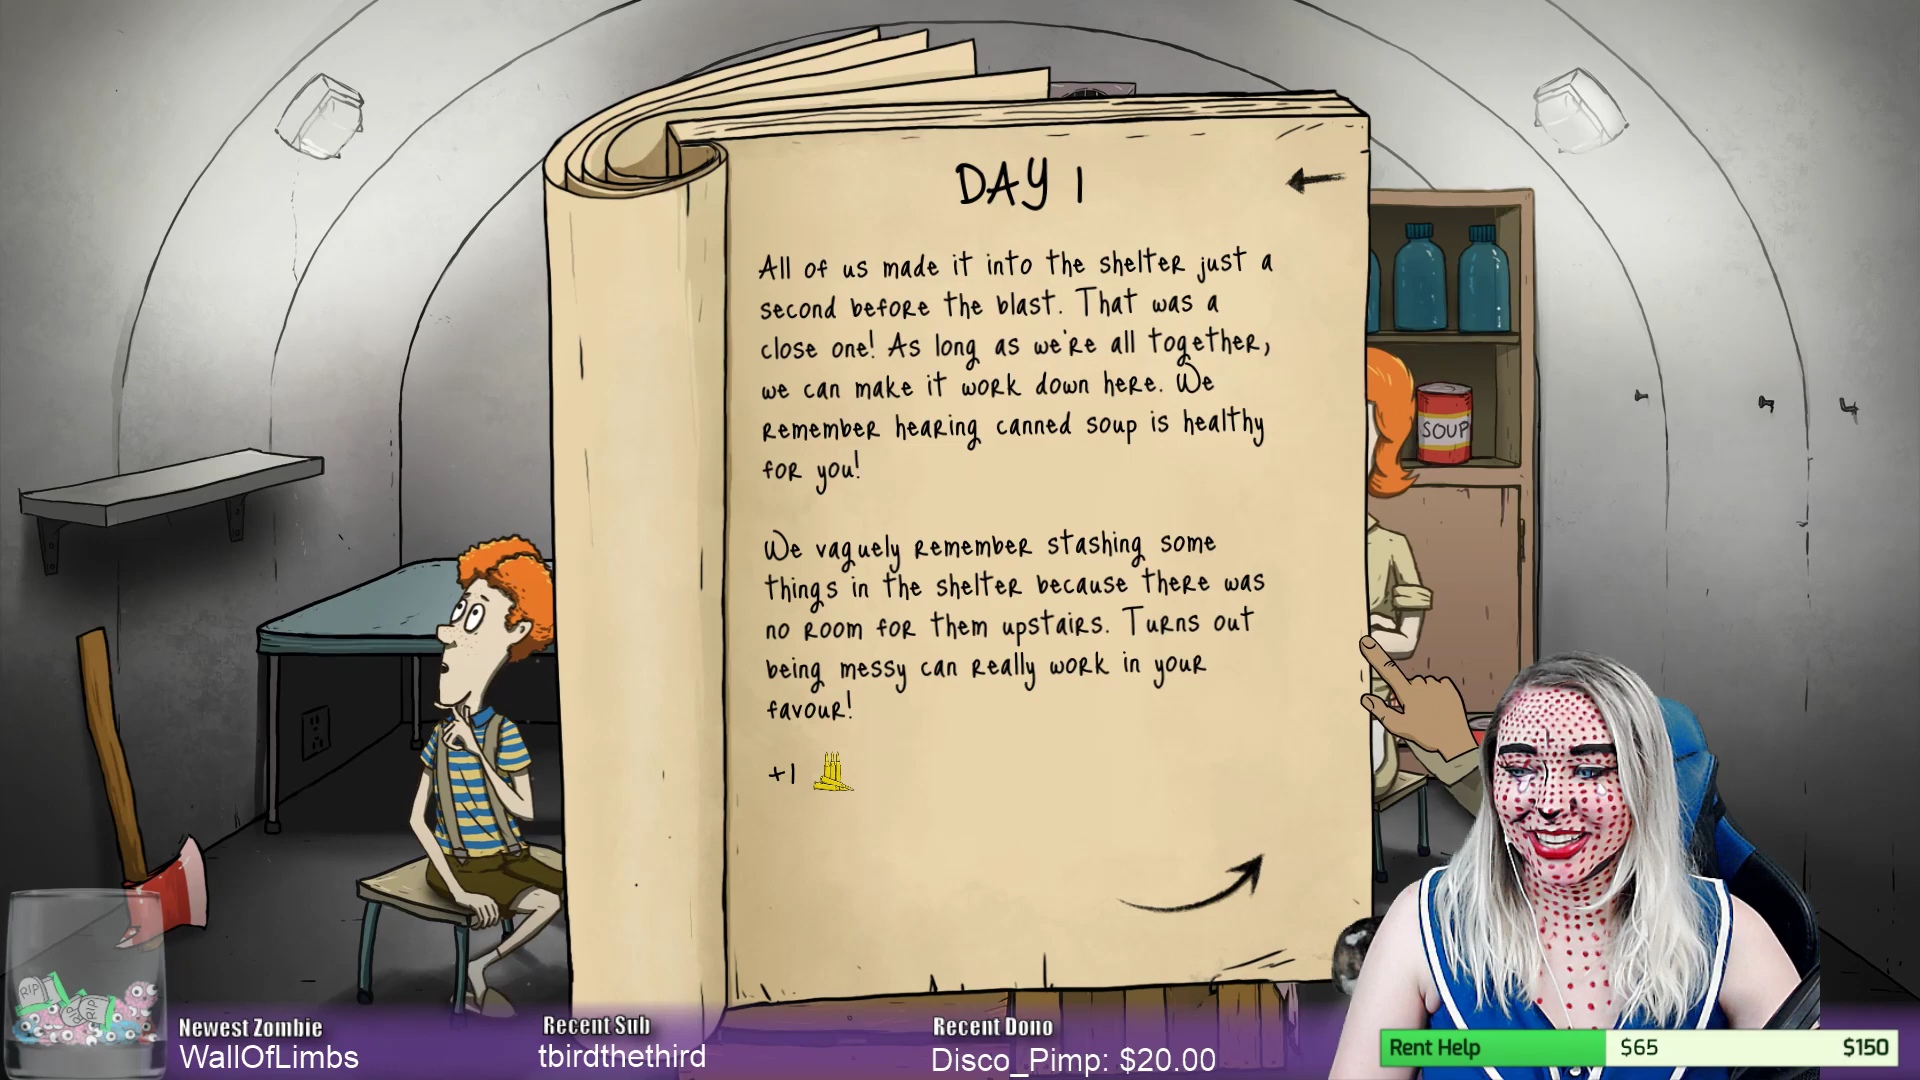 DAY 1
All of us made it into the shelter just a
second before the blast. That was a
close one! As long as we're all together,
we can make it work down here. We
remember hearing canned soup is healthy
for you!
We vaguely remember stashing some
things in the shelter because there was
no room for them upstairs. Turns out
being messy can really work in your
favour!
+1
SOUP
RIP
RIP
RIP
Newest Zombie
WallOfLimbs
Recent Sub
tbirdthethird
Recent Dono
Disco_Pimp: $20.00
Rent Help $65 $150